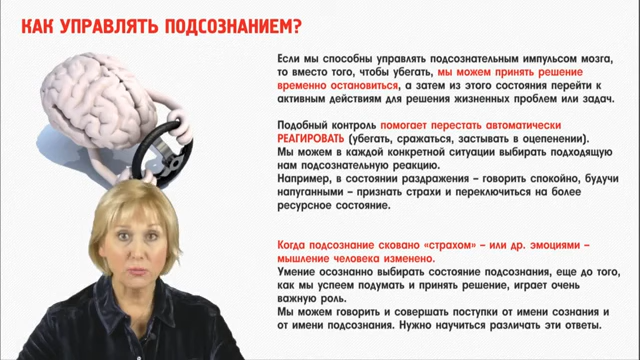 КАК УПРАВЛЯТЬ ПОДСОЗНАНИЕМ?
Если мы способны управлять подсознательным импульсом мозга,
то вместо того, чтобы убегать, мы можем принять решение
временно остановиться, а затем из этого состояния перейти к
активным действиям для решения жизненных проблем или задач.
Подобный контроль помогает перестать автоматически
РЕАГИРОВАТЬ (убегать, сражаться, застывать в оцепенении).
Мы можем в каждой конкретной ситуации выбирать подходящую
нам подсознательную реакцию.
Например, в состоянии раздражения – говорить спокойно, будучи
напуганными – признать страхи и переключиться на более
ресурсное состояние.
Когда подсознание сковано «страхом» – или др. эмоциями –
мышление человека изменено.
Умение осознанно выбирать состояние подсознания, еще до того,
как мы успеем подумать и принять решение, играет очень
важную роль.
Мы можем говорить и совершать поступки от имени сознания и
от имени подсознания. Нужно научиться различать эти ответы.